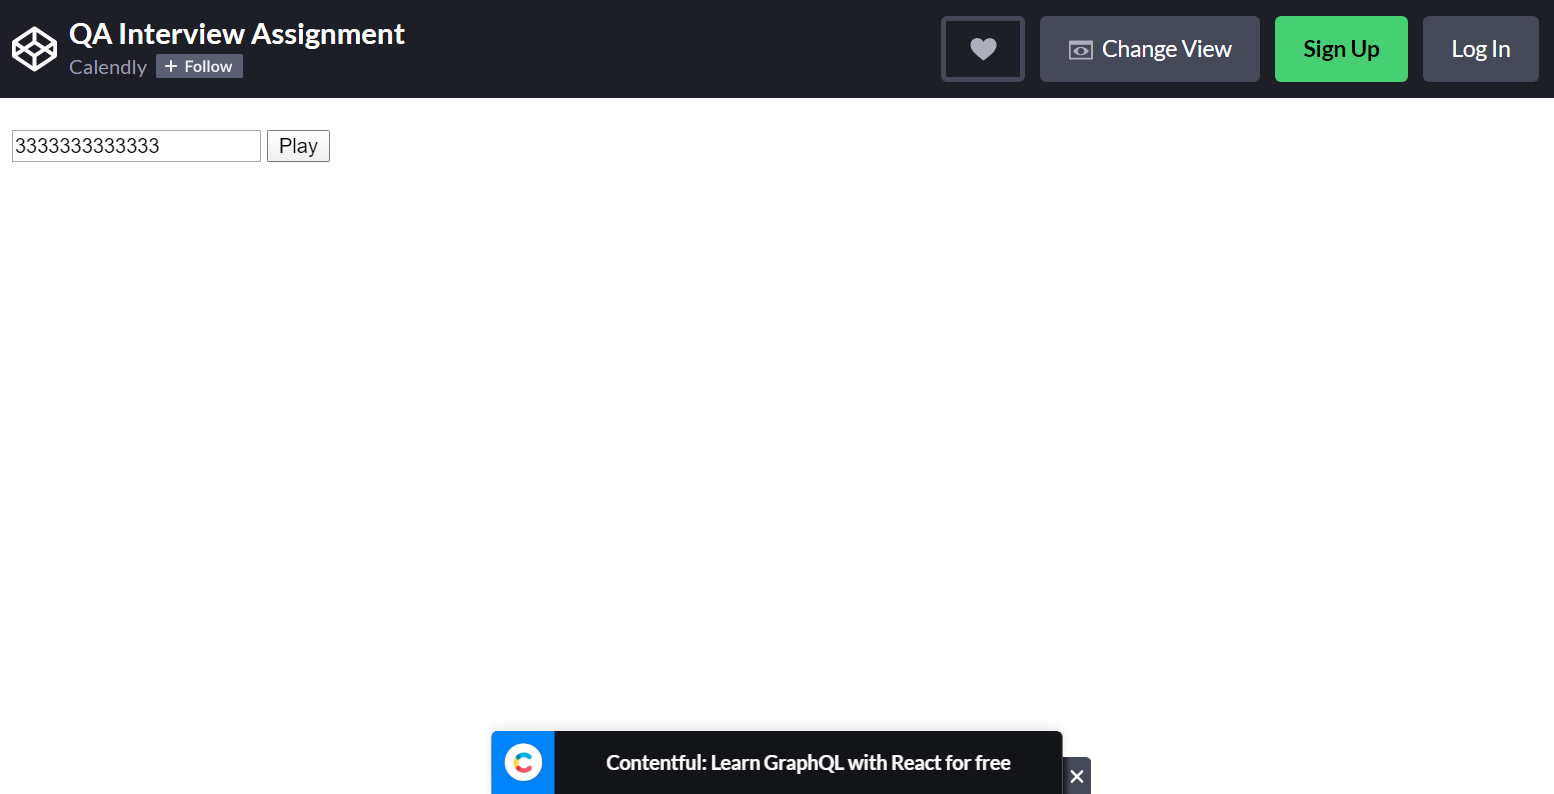 QA Interview Assignment
Calendly + Follow
Change View
Sign Up
Log In
3333333333333 Play
Contentful: Learn GraphQL with React for free